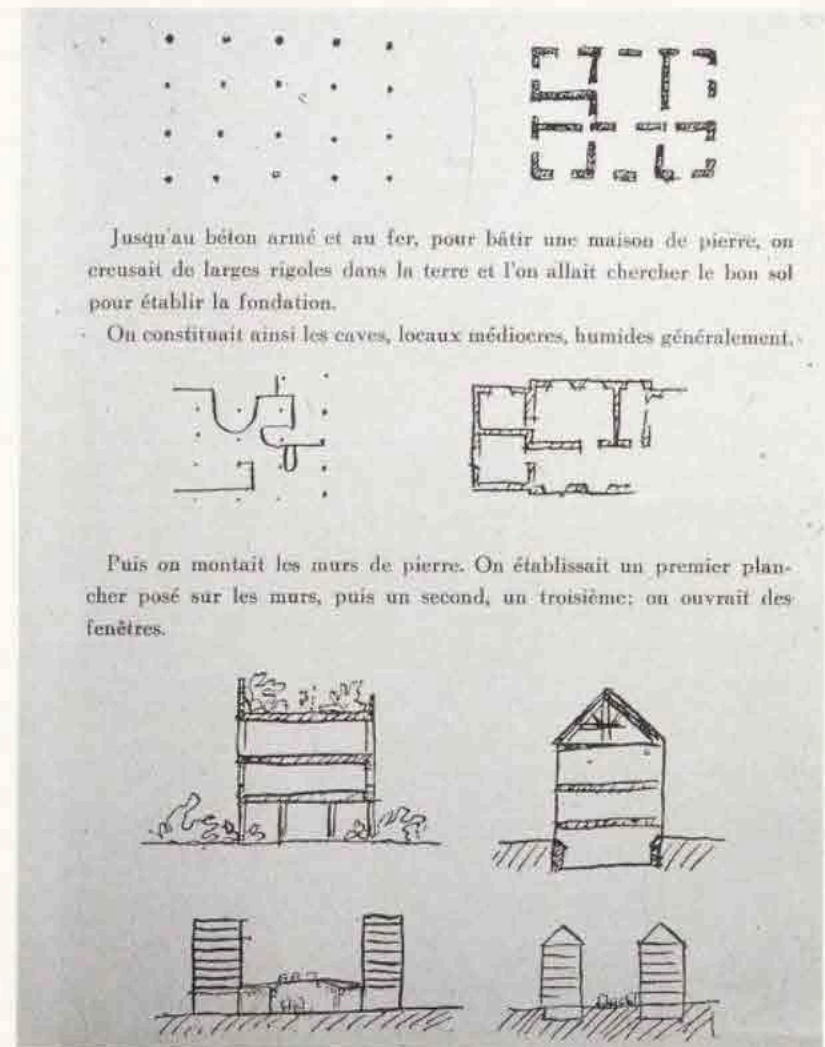 Jusqu'au béton armé et au fer, pour bâtir une maison de pierre, on
creusait de larges rigoles dans la terre et l'on allait chercher le bon sol
pour établir la fondation.
On constituait ainsi les caves, locaux médiocres, humides généralement.
Puis on montait les murs de pierre. On établissait un premier plan-
cher posé sur les murs, puis un second, un troisième; on ouvrait des
fenêtres.